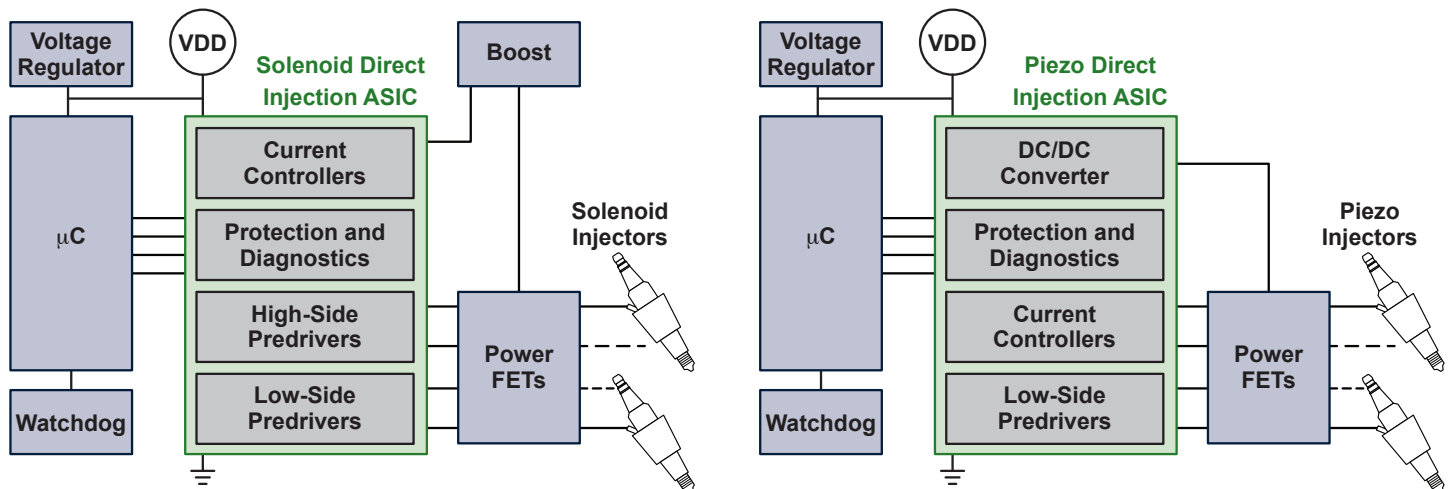 Voltage
Regulator
VDD
Solenoid Direct
Injection ASIC
Boost
μC
Current
Controllers
Protection and
Diagnostics
High-Side
Predrivers
Low-Side
Predrivers
Solenoid
Injectors
Power
FETs
Watchdog
Voltage
Regulator
VDD
Piezo Direct
Injection ASIC
μC
DC/DC
Converter
Protection and
Diagnostics
Current
Controllers
Low-Side
Predrivers
Piezo
Injectors
Power
FETs
Watchdog